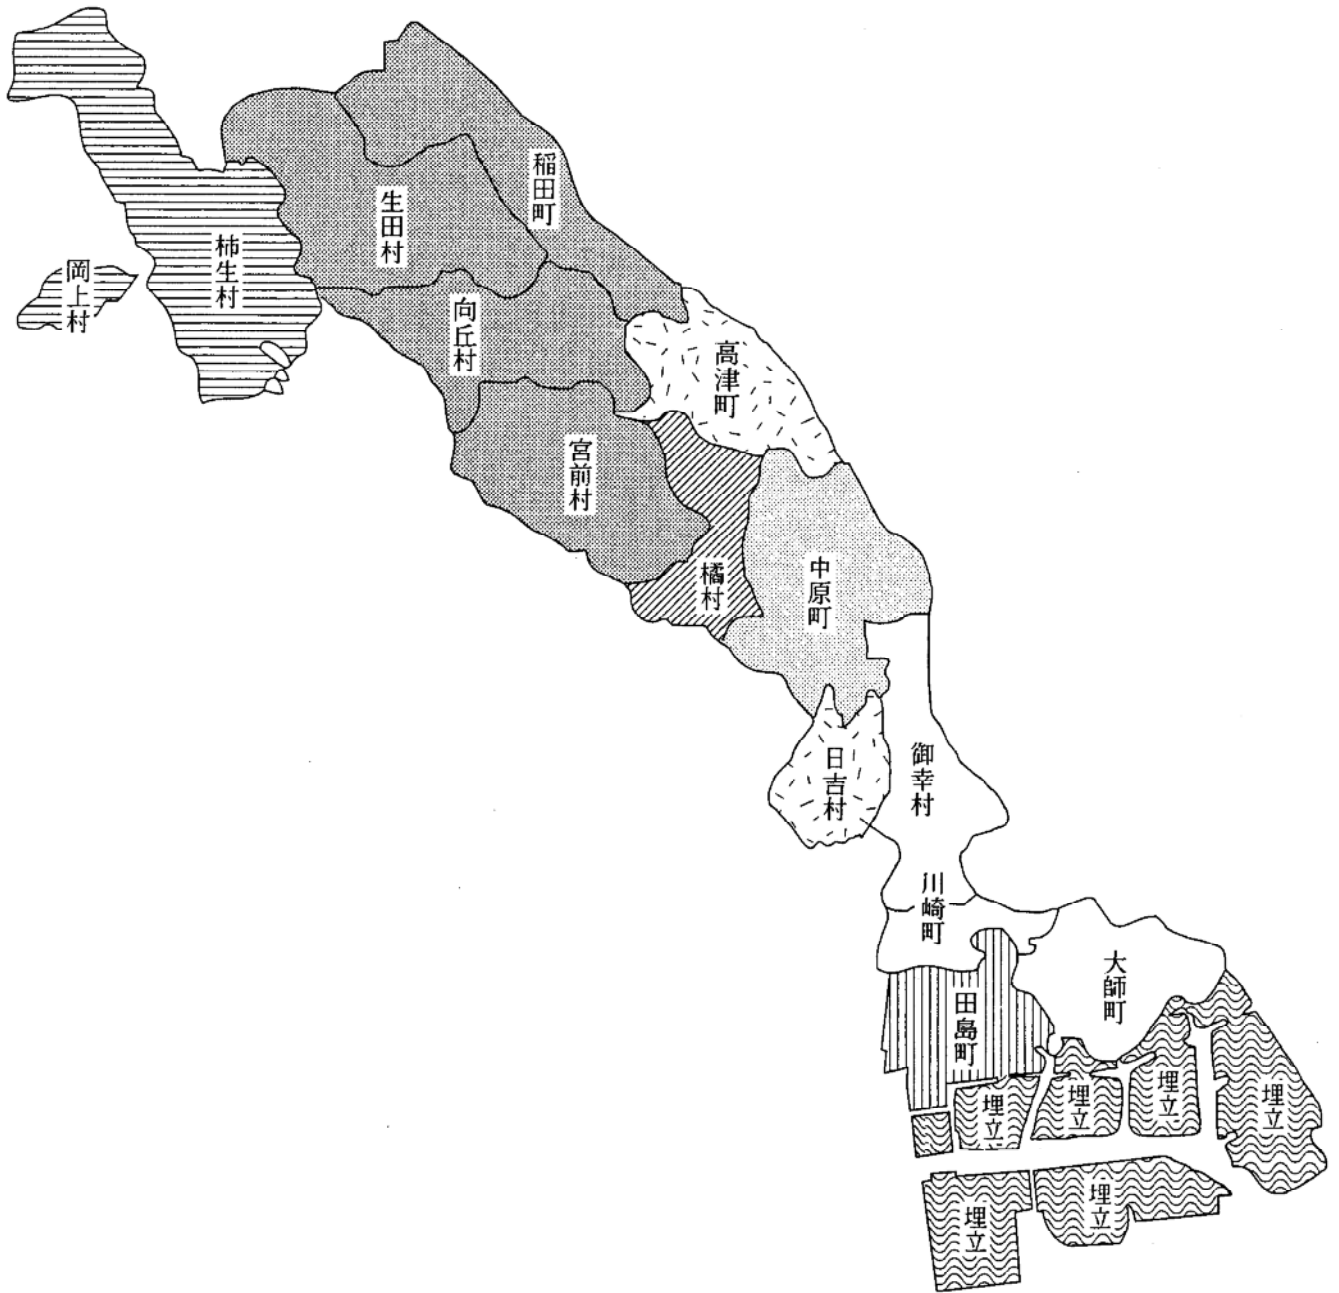 稲田町
生田村
柿生村
岡上村
向丘村
高津町
宮前村
橘村
中原町
御幸村
日吉村
川崎町
大師町
田島町
埋立
埋立
埋立
埋立
埋立
埋立